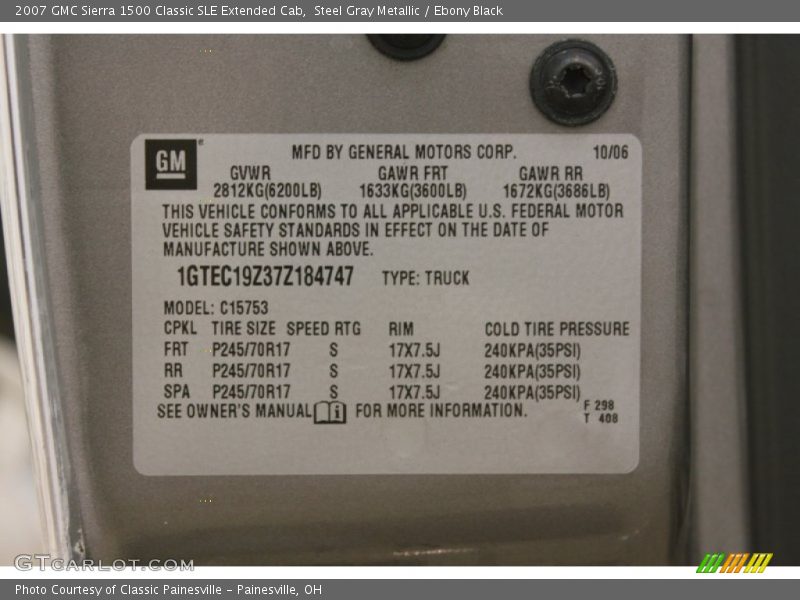 2007 GMC Sierra 1500 Classic SLE Extended Cab, Steel Gray Metallic / Ebony Black
GM
MFD BY GENERAL MOTORS CORP. 10/06
GVWR GAWR FRT GAWR RR
2812KG(6200LB) 1633KG(3600LB) 1672KG(3686LB)
THIS VEHICLE CONFORMS TO ALL APPLICABLE U.S. FEDERAL MOTOR
VEHICLE SAFETY STANDARDS IN EFFECT ON THE DATE OF
MANUFACTURE SHOWN ABOVE.
1GTEC19Z37Z184747 TYPE: TRUCK
MODEL: C15753
CPKL TIRE SIZE SPEED RTG RIM COLD TIRE PRESSURE
FRT P245/70R17 S 17X7.5J 240KPA(35PSI)
RR P245/70R17 S 17X7.5J 240KPA(35PSI)
SPA P245/70R17 S 17X7.5J 240KPA(35PSI)
SEE OWNER'S MANUAL i FOR MORE INFORMATION.
F 298
T 408
GTCARLOT.COM
Photo Courtesy of Classic Painesville - Painesville, OH